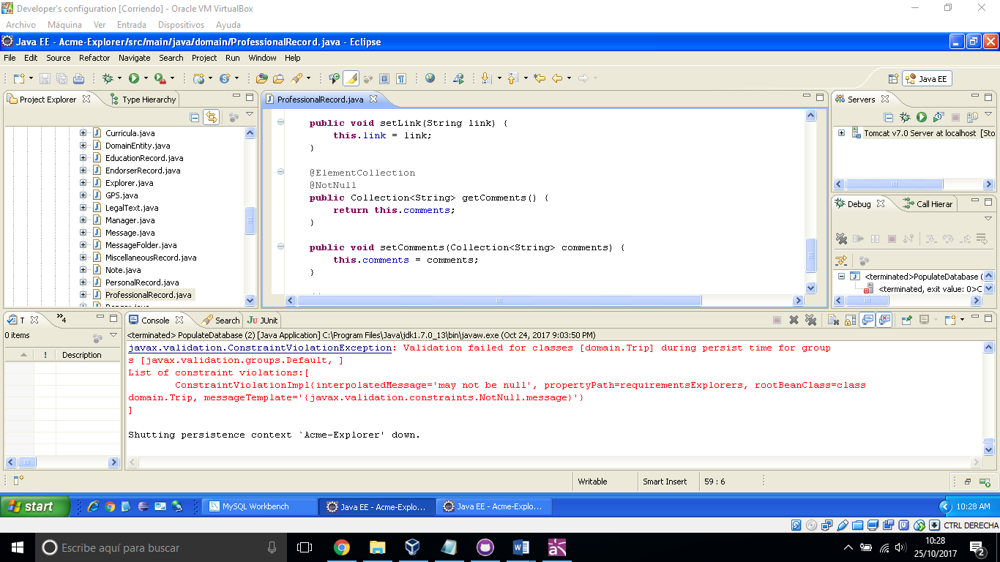 Developer's configuration [Corriendo] - Oracle VM VirtualBox
Archivo Máquina Ver Entrada Dispositivos Ayuda
Java EE - Acme-Explorer/src/main/java/domain/ProfessionalRecord.java - Eclipse
File Edit Source Refactor Navigate Search Project Run Window Help
Java EE
Project Explorer Type Hierarchy
Curricula.java
DomainEntity.java
EducationRecord.java
EndorserRecord.java
Explorer.java
GPS.java
LegalText.java
Manager.java
Message.java
MessageFolder.java
MiscellaneousRecord.java
Note.java
PersonalRecord.java
ProfessionalRecord.java
ProfessionalRecord.java
public void setLink(String link) {
this.link = link;
}
@ElementCollection
@NotNull
public Collection<String> getComments() {
return this.comments;
}
public void setComments(Collection<String> comments) {
this.comments = comments;
}
Servers
Tomcat v7.0 Server at localhost [Sto
Debug Call Hierar
<terminated>PopulateDatabase (
<terminated, exit value: 0>C
T 4
0 items
! Description
Console Search JUnit
<terminated> PopulateDatabase (2) [Java Application] C:\Program Files\Java\jdk1.7.0_13\bin\javaw.exe (Oct 24, 2017 9:03:50 PM)
javax.validation.ConstraintViolationException: Validation failed for classes [domain.Trip] during persist time for group
s [javax.validation.groups.Default, ]
List of constraint violations:[
ConstraintViolationImpl{interpolatedMessage='may not be null', propertyPath=requirementsExplorers, rootBeanClass=class
domain.Trip, messageTemplate='{javax.validation.constraints.NotNull.message}'}
]
Shutting persistence context `Acme-Explorer' down.
Writable Smart Insert 59 : 6
start MySQL Workbench Java EE - Acme-Explo... Java EE - Acme-Explo... 10:28 AM
CTRL DERECHA
Escribe aquí para buscar
10:28
25/10/2017
2